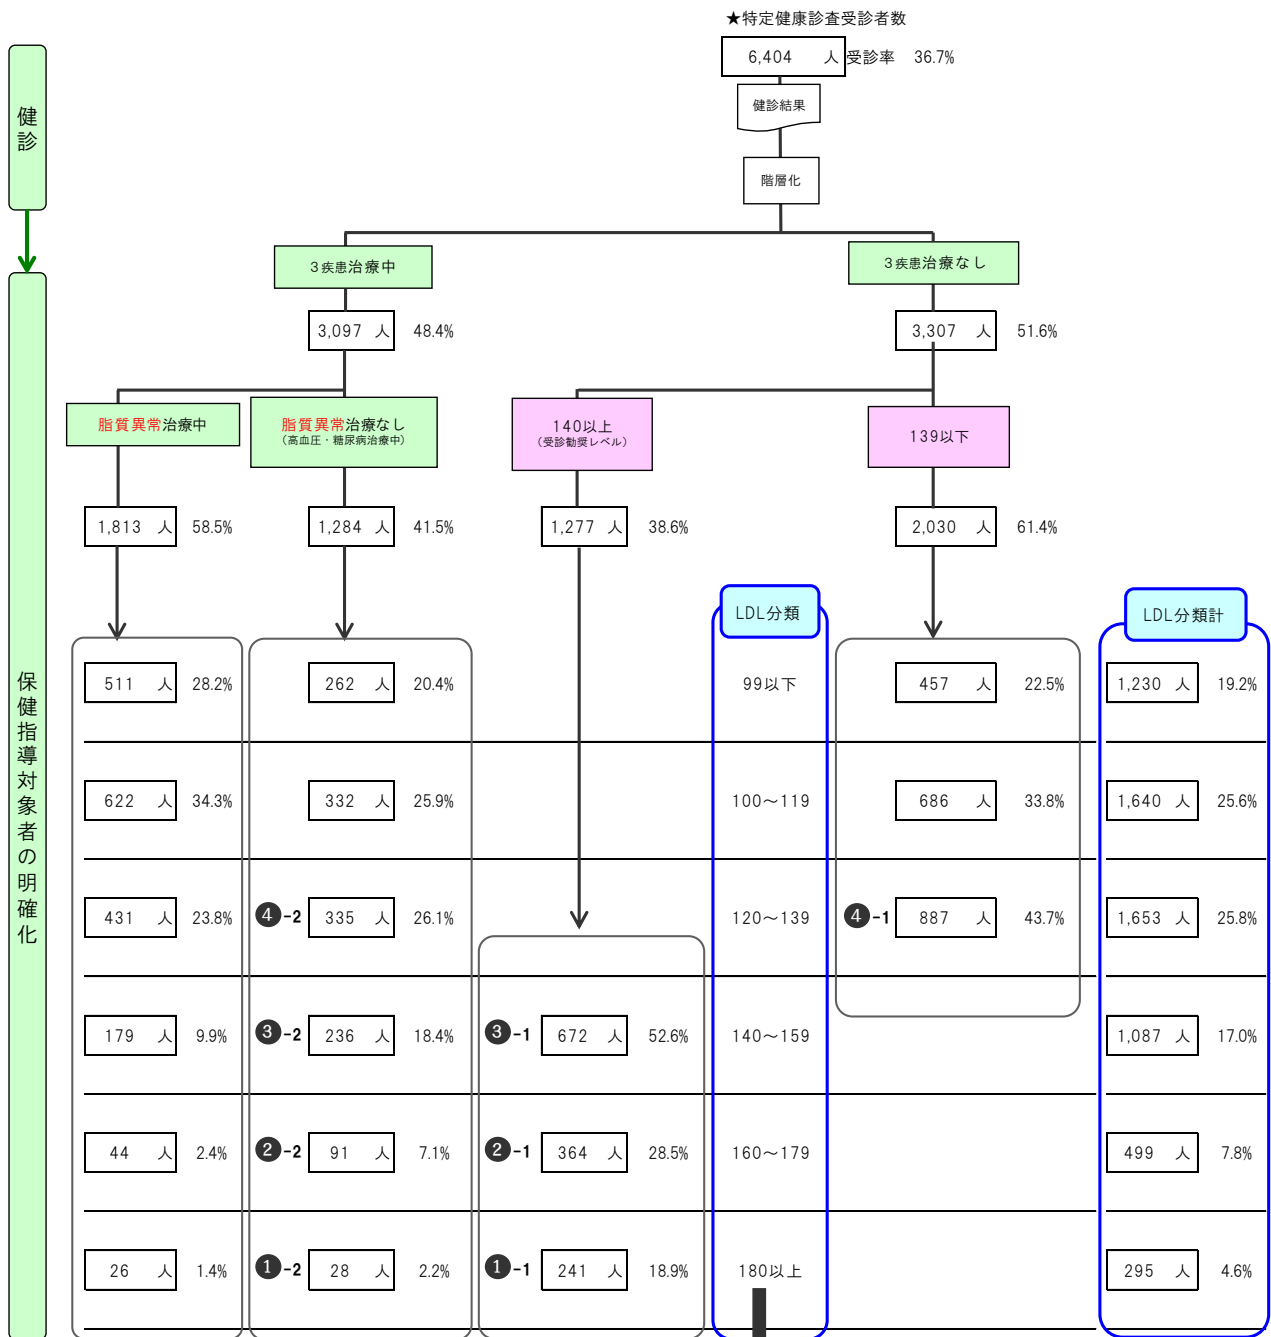 ★特定健康診査受診者数
6,404 人 受診率 36.7%
健診結果
階層化
健診
3疾患治療中
3疾患治療なし
3,097 人 48.4%
3,307 人 51.6%
脂質異常治療中
脂質異常治療なし
(高血圧・糖尿病治療中)
140以上
(受診勧奨レベル)
139以下
1,813 人 58.5%
1,284 人 41.5%
1,277 人 38.6%
2,030 人 61.4%
保健指導対象者の明確化
LDL分類
LDL分類計
511 人 28.2% 262 人 20.4% 99以下 457 人 22.5% 1,230 人 19.2%
622 人 34.3% 332 人 25.9% 100～119 686 人 33.8% 1,640 人 25.6%
431 人 23.8% ❹-2 335 人 26.1% 120～139 ❹-1 887 人 43.7% 1,653 人 25.8%
179 人 9.9% ❸-2 236 人 18.4% ❸-1 672 人 52.6% 140～159 1,087 人 17.0%
44 人 2.4% ❷-2 91 人 7.1% ❷-1 364 人 28.5% 160～179 499 人 7.8%
26 人 1.4% ❶-2 28 人 2.2% ❶-1 241 人 18.9% 180以上 295 人 4.6%